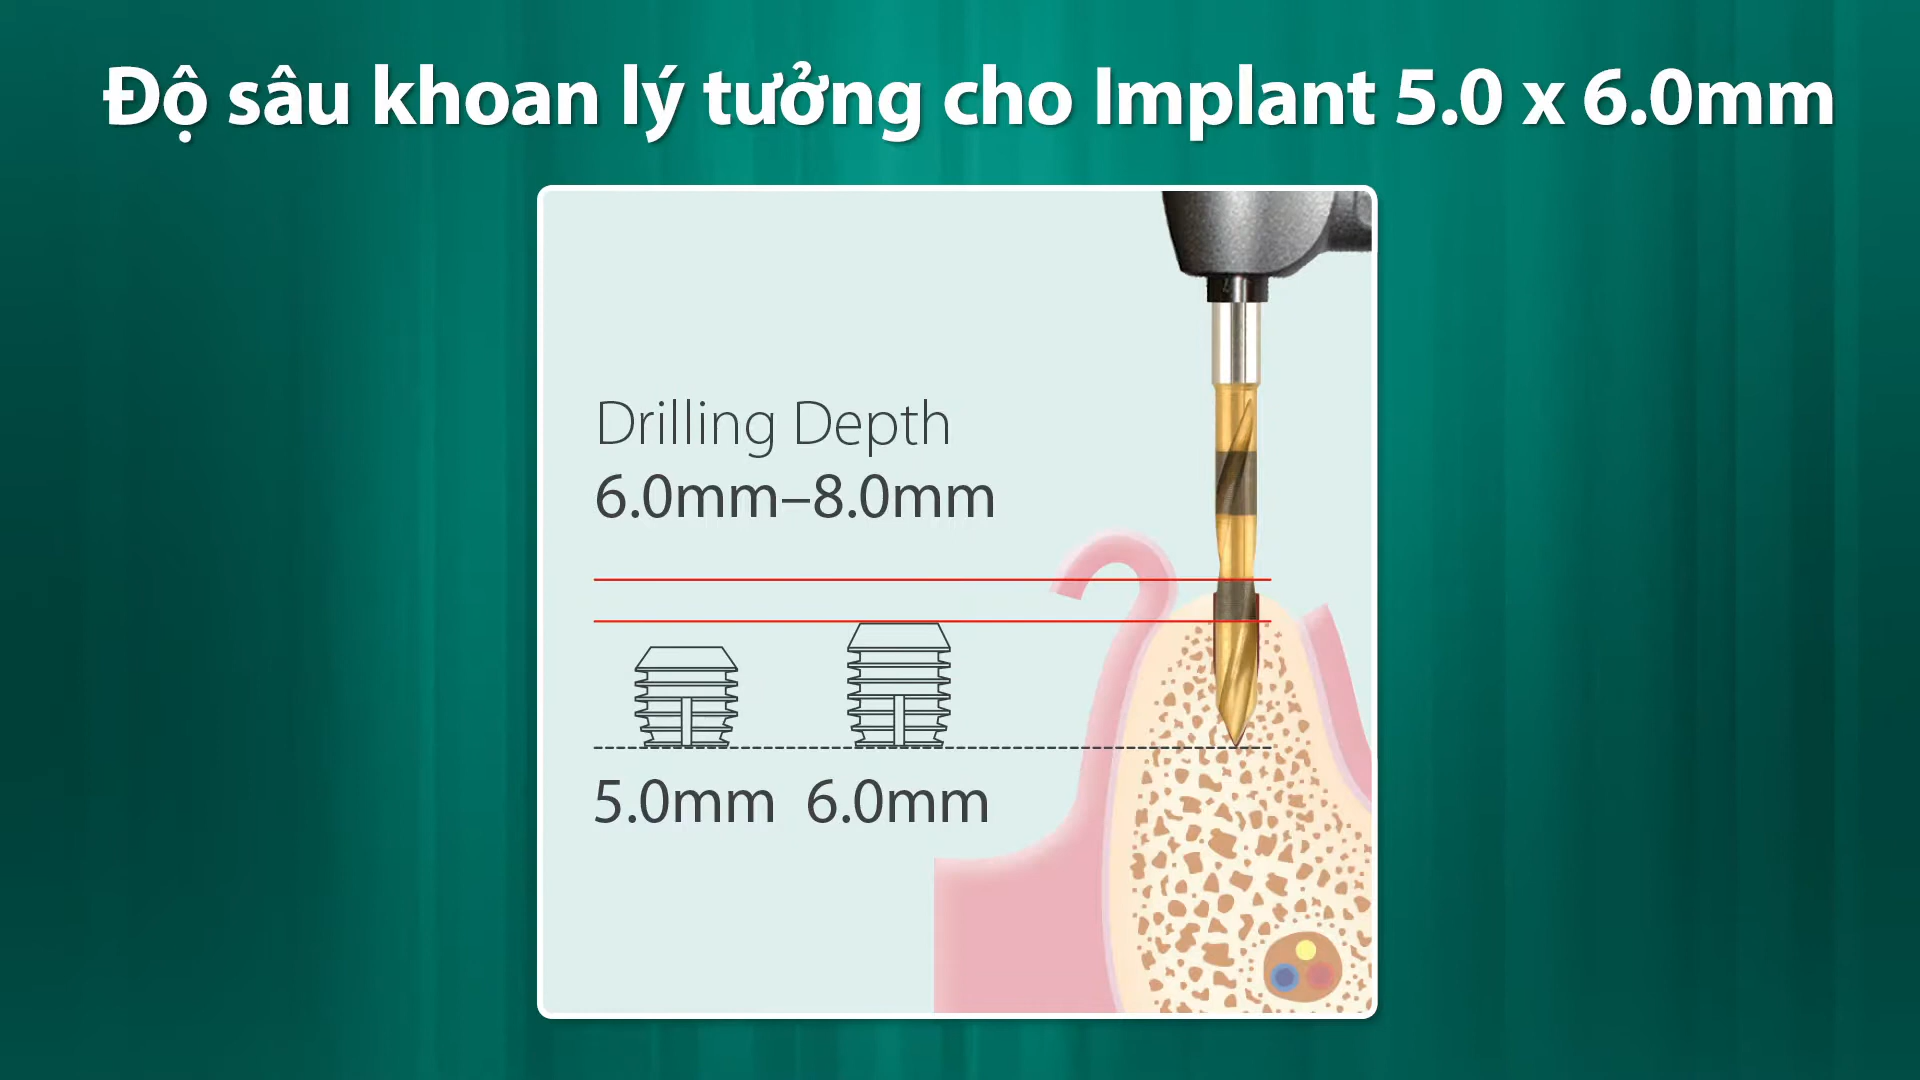 Độ sâu khoan lý tưởng cho Implant 5.0 x 6.0mm
Drilling Depth
6.0mm–8.0mm
5.0mm 6.0mm